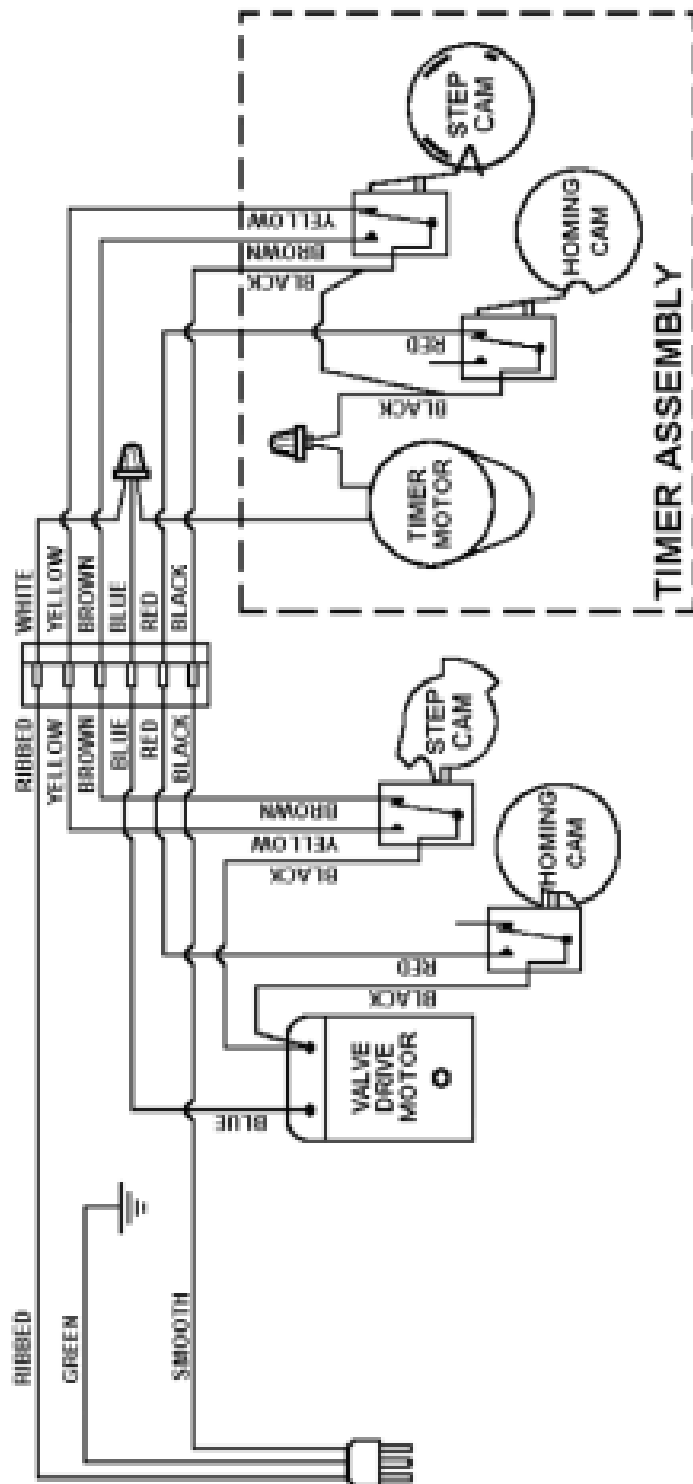 RIBBED
GREEN
SMOOTH
RIBBED
YELLOW
BROWN
BLUE
RED
BLACK
WHITE
YELLOW
BROWN
BLUE
RED
BLACK
BLUE
VALVE
DRIVE
MOTOR
BLACK
RED
HOMING
CAM
BLACK
YELLOW
BROWN
STEP
CAM
TIMER
MOTOR
BLACK
RED
HOMING
CAM
BLACK
BROWN
YELLOW
STEP
CAM
TIMER ASSEMBLY